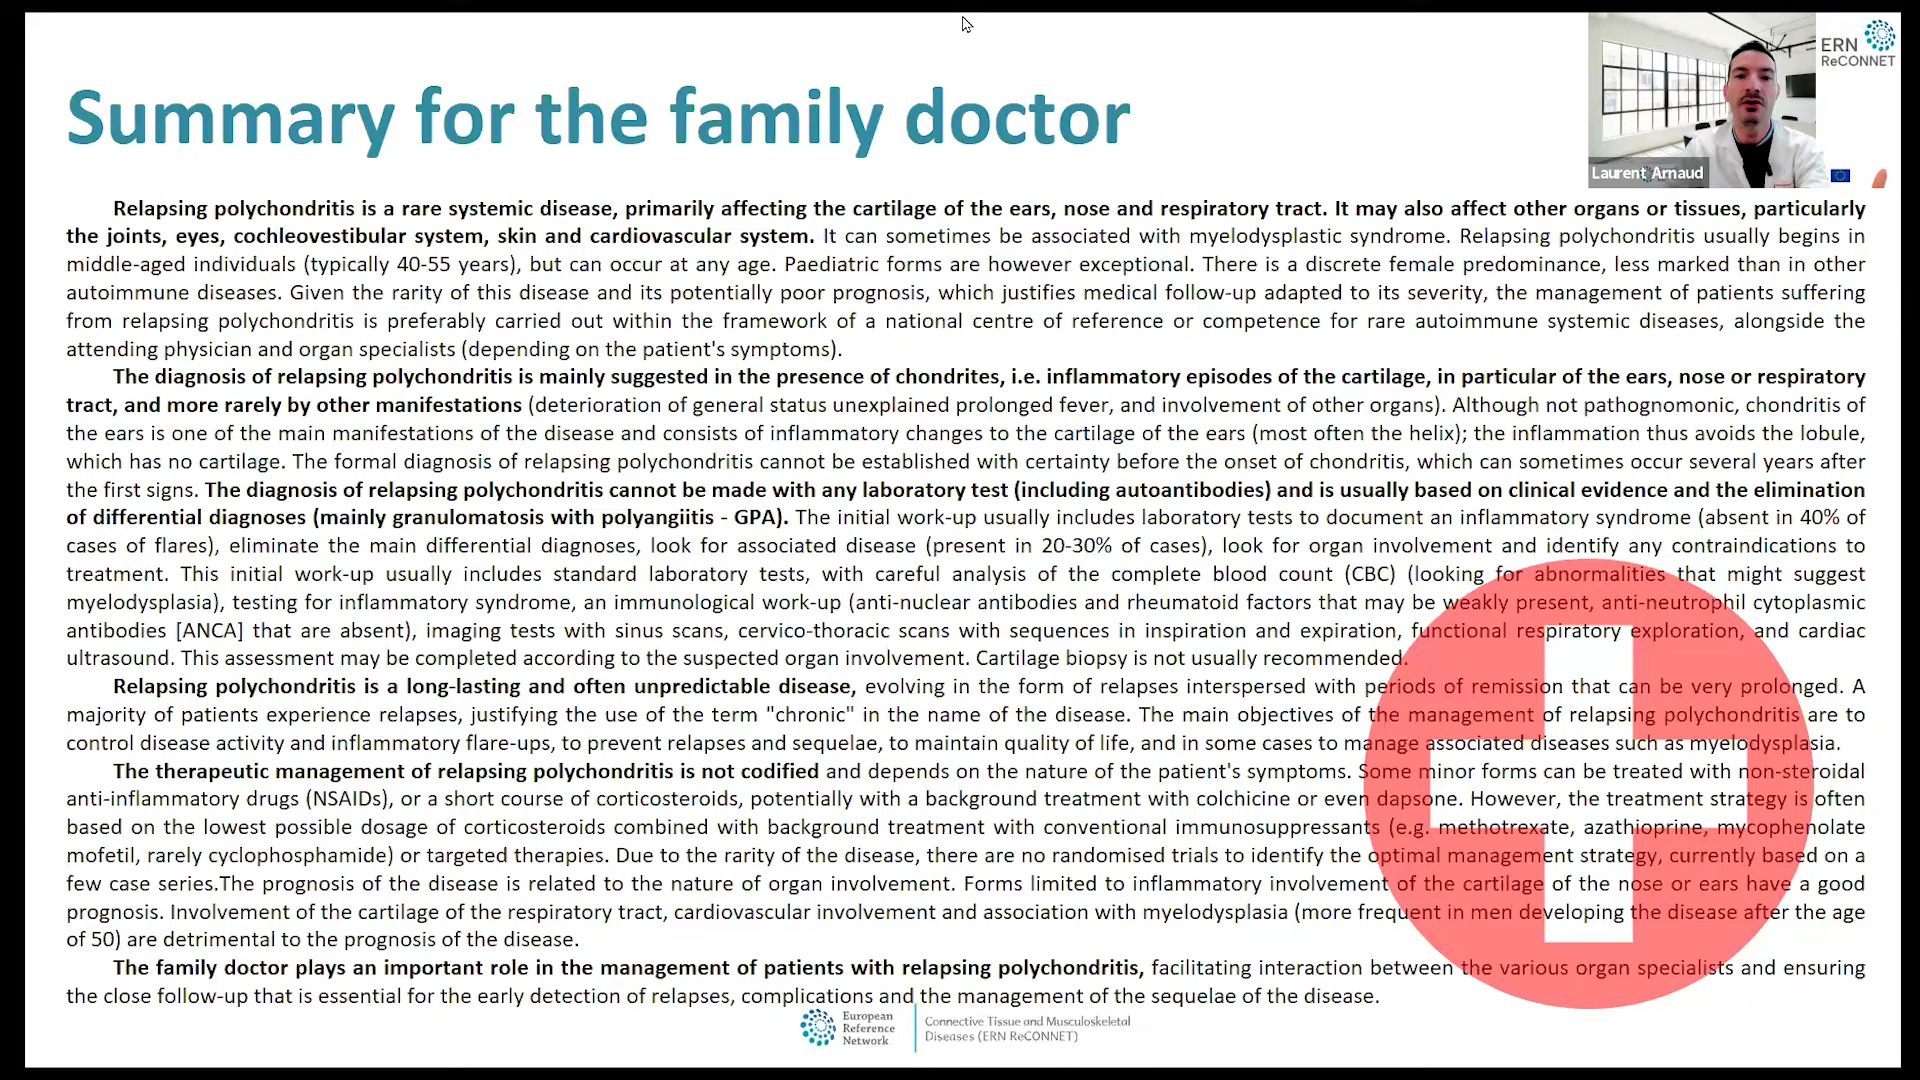 Summary for the family doctor
ERN
ReCONNET
Laurent Arnaud
Relapsing polychondritis is a rare systemic disease, primarily affecting the cartilage of the ears, nose and respiratory tract. It may also affect other organs or tissues, particularly
the joints, eyes, cochleovestibular system, skin and cardiovascular system. It can sometimes be associated with myelodysplastic syndrome. Relapsing polychondritis usually begins in
middle-aged individuals (typically 40-55 years), but can occur at any age. Paediatric forms are however exceptional. There is a discrete female predominance, less marked than in other
autoimmune diseases. Given the rarity of this disease and its potentially poor prognosis, which justifies medical follow-up adapted to its severity, the management of patients suffering
from relapsing polychondritis is preferably carried out within the framework of a national centre of reference or competence for rare autoimmune systemic diseases, alongside the
attending physician and organ specialists (depending on the patient's symptoms).
The diagnosis of relapsing polychondritis is mainly suggested in the presence of chondrites, i.e. inflammatory episodes of the cartilage, in particular of the ears, nose or respiratory
tract, and more rarely by other manifestations (deterioration of general status unexplained prolonged fever, and involvement of other organs). Although not pathognomonic, chondritis of
the ears is one of the main manifestations of the disease and consists of inflammatory changes to the cartilage of the ears (most often the helix); the inflammation thus avoids the lobule,
which has no cartilage. The formal diagnosis of relapsing polychondritis cannot be established with certainty before the onset of chondritis, which can sometimes occur several years after
the first signs. The diagnosis of relapsing polychondritis cannot be made with any laboratory test (including autoantibodies) and is usually based on clinical evidence and the elimination
of differential diagnoses (mainly granulomatosis with polyangiitis - GPA). The initial work-up usually includes laboratory tests to document an inflammatory syndrome (absent in 40% of
cases of flares), eliminate the main differential diagnoses, look for associated disease (present in 20-30% of cases), look for organ involvement and identify any contraindications to
treatment. This initial work-up usually includes standard laboratory tests, with careful analysis of the complete blood count (CBC) (looking for abnormalities that might suggest
myelodysplasia), testing for inflammatory syndrome, an immunological work-up (anti-nuclear antibodies and rheumatoid factors that may be weakly present, anti-neutrophil cytoplasmic
antibodies [ANCA] that are absent), imaging tests with sinus scans, cervico-thoracic scans with sequences in inspiration and expiration, functional respiratory exploration, and cardiac
ultrasound. This assessment may be completed according to the suspected organ involvement. Cartilage biopsy is not usually recommended.
Relapsing polychondritis is a long-lasting and often unpredictable disease, evolving in the form of relapses interspersed with periods of remission that can be very prolonged. A
majority of patients experience relapses, justifying the use of the term "chronic" in the name of the disease. The main objectives of the management of relapsing polychondritis are to
control disease activity and inflammatory flare-ups, to prevent relapses and sequelae, to maintain quality of life, and in some cases to manage associated diseases such as myelodysplasia.
The therapeutic management of relapsing polychondritis is not codified and depends on the nature of the patient's symptoms. Some minor forms can be treated with non-steroidal
anti-inflammatory drugs (NSAIDs), or a short course of corticosteroids, potentially with a background treatment with colchicine or even dapsone. However, the treatment strategy is often
based on the lowest possible dosage of corticosteroids combined with background treatment with conventional immunosuppressants (e.g. methotrexate, azathioprine, mycophenolate
mofetil, rarely cyclophosphamide) or targeted therapies. Due to the rarity of the disease, there are no randomised trials to identify the optimal management strategy, currently based on a
few case series.The prognosis of the disease is related to the nature of organ involvement. Forms limited to inflammatory involvement of the cartilage of the nose or ears have a good
prognosis. Involvement of the cartilage of the respiratory tract, cardiovascular involvement and association with myelodysplasia (more frequent in men developing the disease after the age
of 50) are detrimental to the prognosis of the disease.
The family doctor plays an important role in the management of patients with relapsing polychondritis, facilitating interaction between the various organ specialists and ensuring
the close follow-up that is essential for the early detection of relapses, complications and the management of the sequelae of the disease.
European
Reference
Network
Connective Tissue and Musculoskeletal
Diseases (ERN ReCONNET)